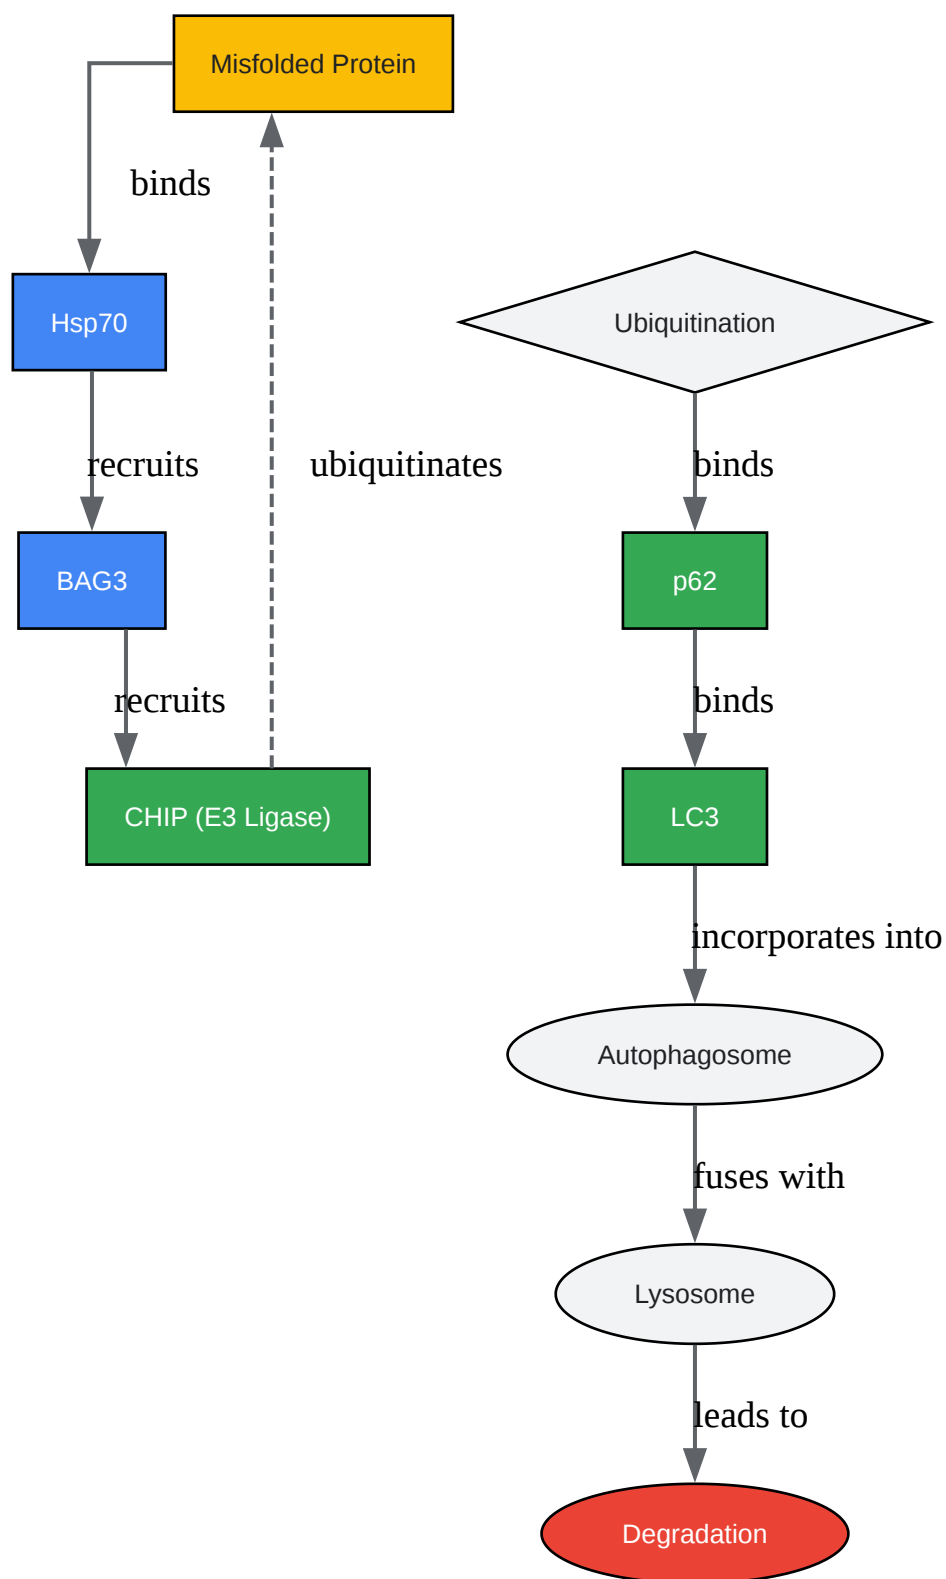 Misfolded Protein
binds
Hsp70
Ubiquitination
recruits
ubiquitinates
binds
BAG3
p62
recruits
binds
CHIP (E3 Ligase)
LC3
incorporates into
Autophagosome
fuses with
Lysosome
leads to
Degradation